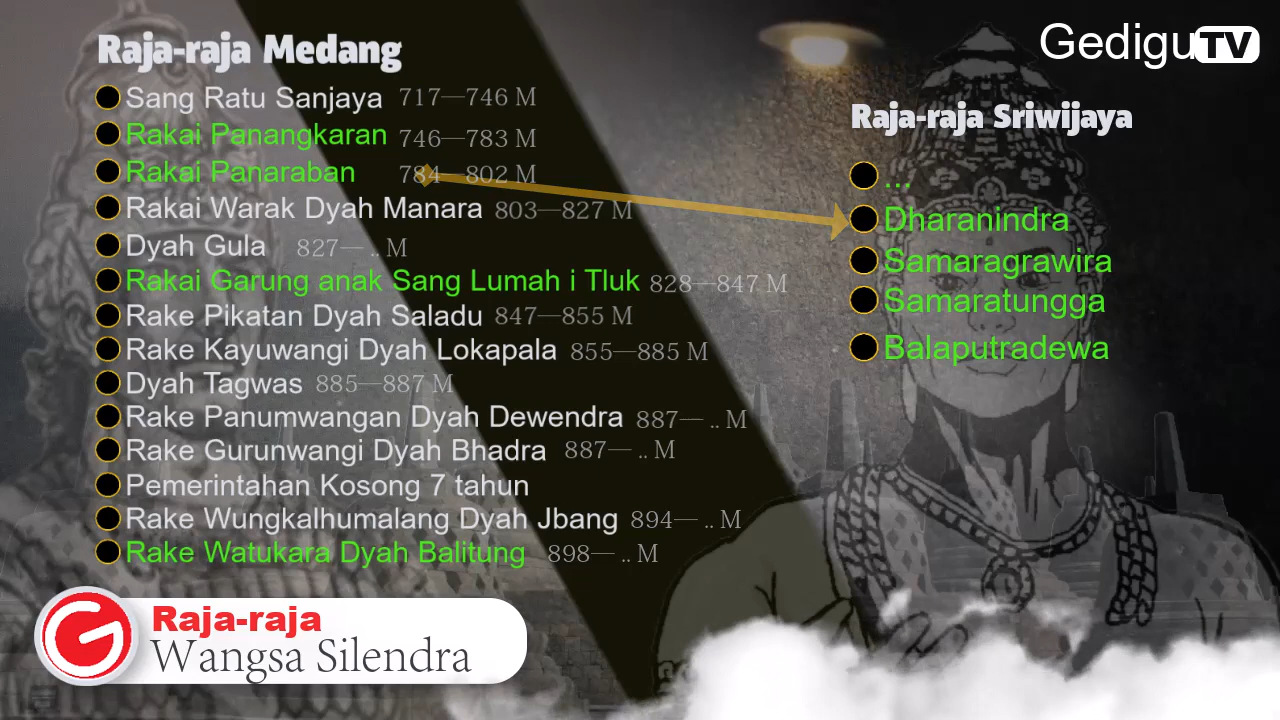 Gedigu TV
Raja-raja Medang
Sang Ratu Sanjaya 717—746 M
Rakai Panangkaran 746—783 M
Rakai Panaraban 784—802 M
Rakai Warak Dyah Manara 803—827 M
Dyah Gula 827— .. M
Rakai Garung anak Sang Lumah i Tluk 828—847 M
Rake Pikatan Dyah Saladu 847—855 M
Rake Kayuwangi Dyah Lokapala 855—885 M
Dyah Tagwas 885—887 M
Rake Panumwangan Dyah Dewendra 887— .. M
Rake Gurunwangi Dyah Bhadra 887— .. M
Pemerintahan Kosong 7 tahun
Rake Wungkalhumalang Dyah Jbang 894— .. M
Rake Watukara Dyah Balitung 898— .. M
Raja-raja Sriwijaya
...
Dharanindra
Samaragrawira
Samaratungga
Balaputradewa
Raja-raja
Wangsa Silendra